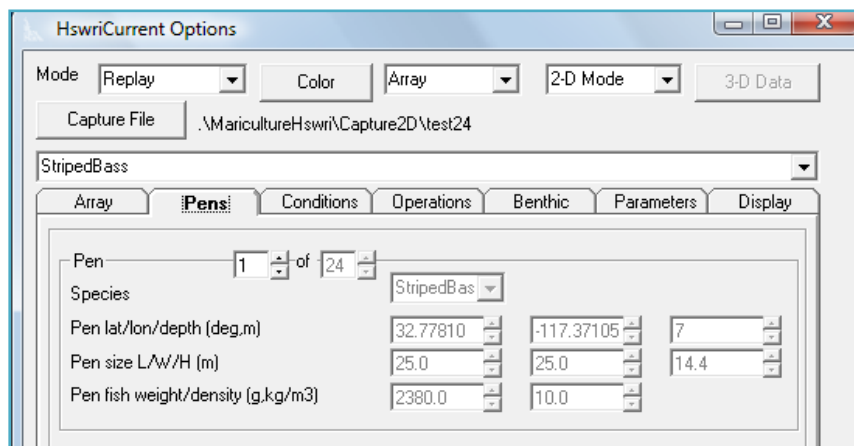 HswriCurrent Options
Mode Replay Color Array 2-D Mode 3-D Data
Capture File .\MaricultureHswri\Capture2D\test24
StripedBass
Array Pens Conditions Operations Benthic Parameters Display
Pen 1 of 24
Species StripedBas
Pen lat/lon/depth (deg,m) 32.77810 -117.37105 7
Pen size L/W/H (m) 25.0 25.0 14.4
Pen fish weight/density (g,kg/m3) 2380.0 10.0